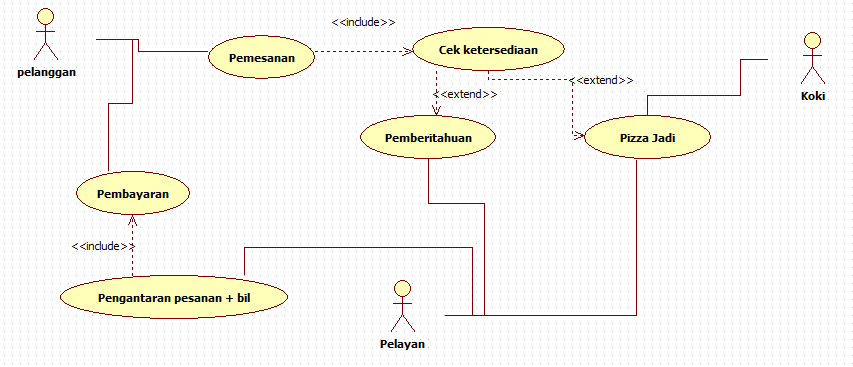 <<include>>
pelanggan
Pemesanan
Cek ketersediaan
<<extend>>
<<extend>>
Koki
Pemberitahuan
Pizza Jadi
Pembayaran
<<include>>
Pengantaran pesanan + bil
Pelayan